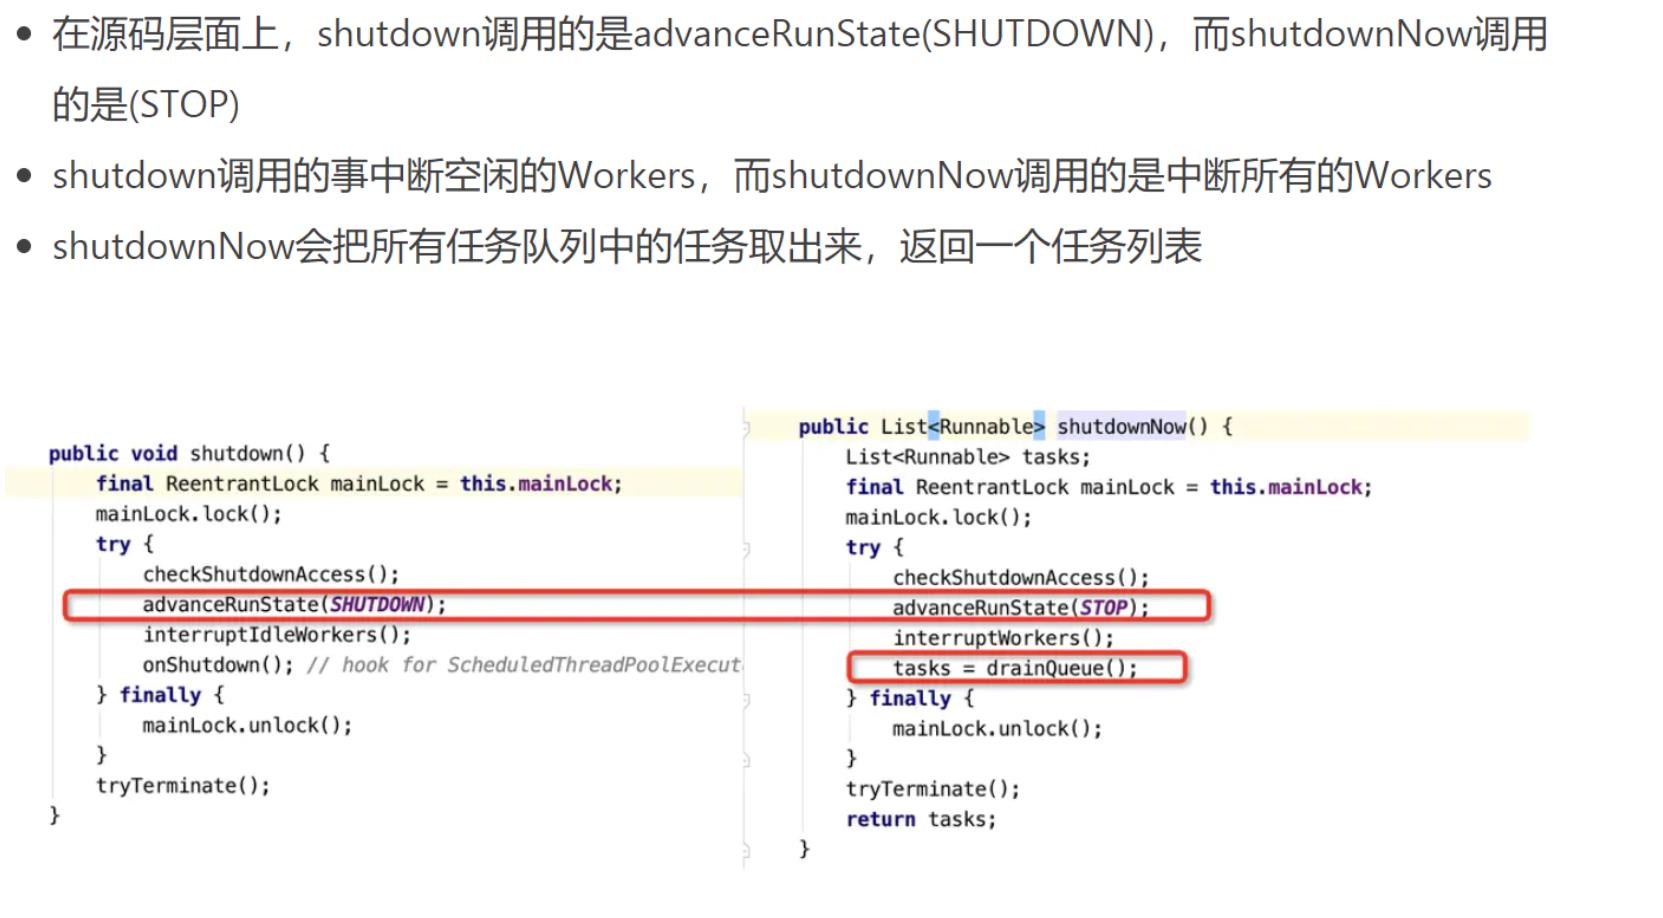 在源码层面上，shutdown调用的是advanceRunState(SHUTDOWN)，而shutdownNow调用
的是(STOP)
shutdown调用的事中断空闲的Workers，而shutdownNow调用的是中断所有的Workers
shutdownNow会把所有任务队列中的任务取出来，返回一个任务列表
public void shutdown() {
final ReentrantLock mainLock = this.mainLock;
mainLock.lock();
try {
checkShutdownAccess();
advanceRunState(SHUTDOWN);
interruptIdleWorkers();
onShutdown(); // hook for ScheduledThreadPoolExecut
} finally {
mainLock.unlock();
}
tryTerminate();
}
public List<Runnable> shutdownNow() {
List<Runnable> tasks;
final ReentrantLock mainLock = this.mainLock;
mainLock.lock();
try {
checkShutdownAccess();
advanceRunState(STOP);
interruptWorkers();
tasks = drainQueue();
} finally {
mainLock.unlock();
}
tryTerminate();
return tasks;
}